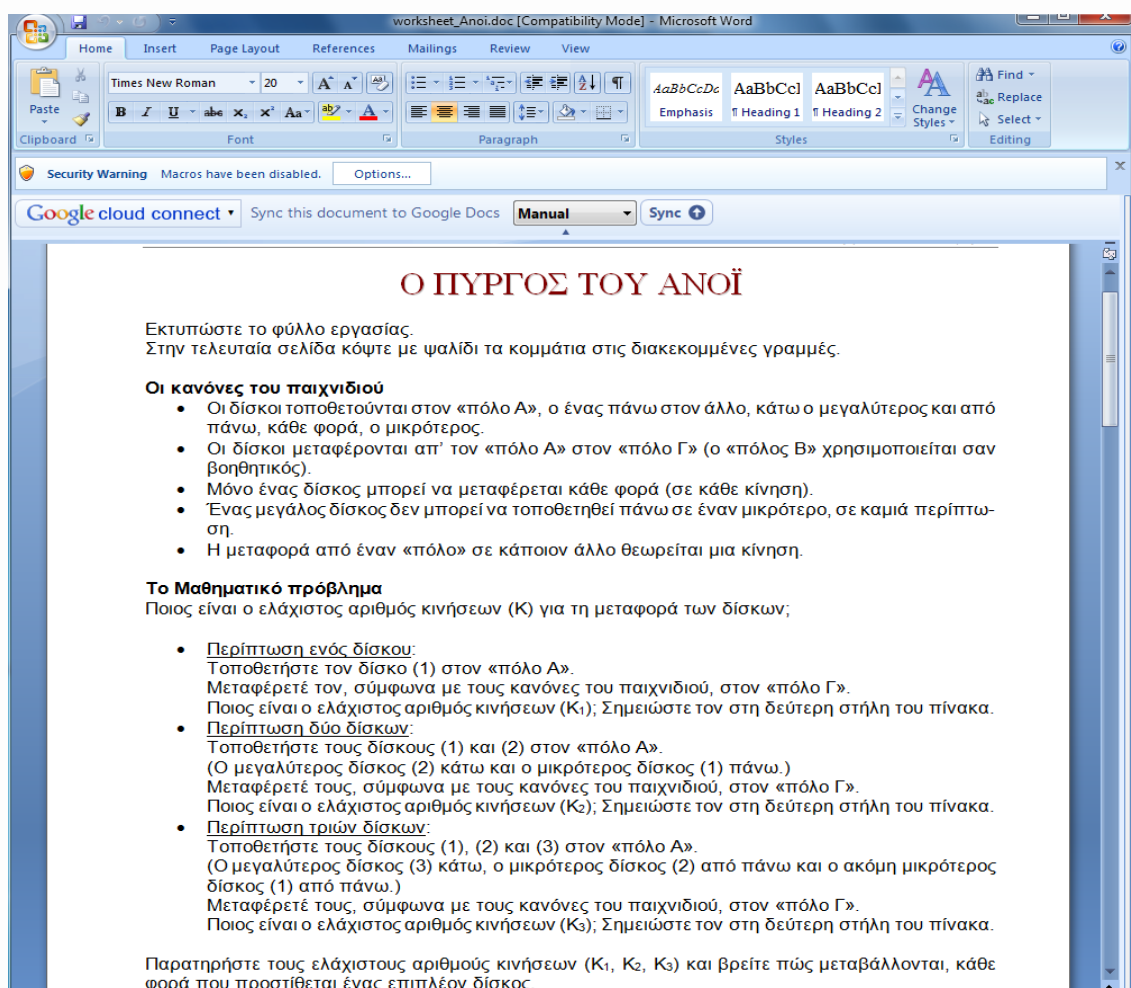 worksheet_Anoi.doc [Compatibility Mode] - Microsoft Word
Home Insert Page Layout References Mailings Review View
Times New Roman 20
Paste
B I U abe x₂ x² Aa ab A
AaBbCcDc AaBbCcl AaBbCcl
Emphasis ¶ Heading 1 ¶ Heading 2
Change Styles
Find
Replace
Select
Clipboard Font Paragraph Styles Editing
Security Warning Macros have been disabled. Options...
Google cloud connect Sync this document to Google Docs Manual Sync
Ο ΠΥΡΓΟΣ ΤΟΥ ΑΝΟΪ
Εκτυπώστε το φύλλο εργασίας.
Στην τελευταία σελίδα κόψτε με ψαλίδι τα κομμάτια στις διακεκομμένες γραμμές.
Οι κανόνες του παιχνιδιού
• Οι δίσκοι τοποθετούνται στον «πόλο Α», ο ένας πάνω στον άλλο, κάτω ο μεγαλύτερος και από
πάνω, κάθε φορά, ο μικρότερος.
• Οι δίσκοι μεταφέρονται απ’ τον «πόλο Α» στον «πόλο Γ» (ο «πόλος Β» χρησιμοποιείται σαν
βοηθητικός).
• Μόνο ένας δίσκος μπορεί να μεταφέρεται κάθε φορά (σε κάθε κίνηση).
• Ένας μεγάλος δίσκος δεν μπορεί να τοποθετηθεί πάνω σε έναν μικρότερο, σε καμιά περίπτω-
ση.
• Η μεταφορά από έναν «πόλο» σε κάποιον άλλο θεωρείται μια κίνηση.
Το Μαθηματικό πρόβλημα
Ποιος είναι ο ελάχιστος αριθμός κινήσεων (Κ) για τη μεταφορά των δίσκων;
• Περίπτωση ενός δίσκου:
Τοποθετήστε τον δίσκο (1) στον «πόλο Α».
Μεταφέρετέ τον, σύμφωνα με τους κανόνες του παιχνιδιού, στον «πόλο Γ».
Ποιος είναι ο ελάχιστος αριθμός κινήσεων (Κ₁); Σημειώστε τον στη δεύτερη στήλη του πίνακα.
• Περίπτωση δύο δίσκων:
Τοποθετήστε τους δίσκους (1) και (2) στον «πόλο Α».
(Ο μεγαλύτερος δίσκος (2) κάτω και ο μικρότερος δίσκος (1) πάνω.)
Μεταφέρετέ τους, σύμφωνα με τους κανόνες του παιχνιδιού, στον «πόλο Γ».
Ποιος είναι ο ελάχιστος αριθμός κινήσεων (Κ₂); Σημειώστε τον στη δεύτερη στήλη του πίνακα.
• Περίπτωση τριών δίσκων:
Τοποθετήστε τους δίσκους (1), (2) και (3) στον «πόλο Α».
(Ο μεγαλύτερος δίσκος (3) κάτω, ο μικρότερος δίσκος (2) από πάνω και ο ακόμη μικρότερος
δίσκος (1) από πάνω.)
Μεταφέρετέ τους, σύμφωνα με τους κανόνες του παιχνιδιού, στον «πόλο Γ».
Ποιος είναι ο ελάχιστος αριθμός κινήσεων (Κ₃); Σημειώστε τον στη δεύτερη στήλη του πίνακα.
Παρατηρήστε τους ελάχιστους αριθμούς κινήσεων (Κ₁, Κ₂, Κ₃) και βρείτε πώς μεταβάλλονται, κάθε
φορά που προστίθεται ένας επιπλέον δίσκος.